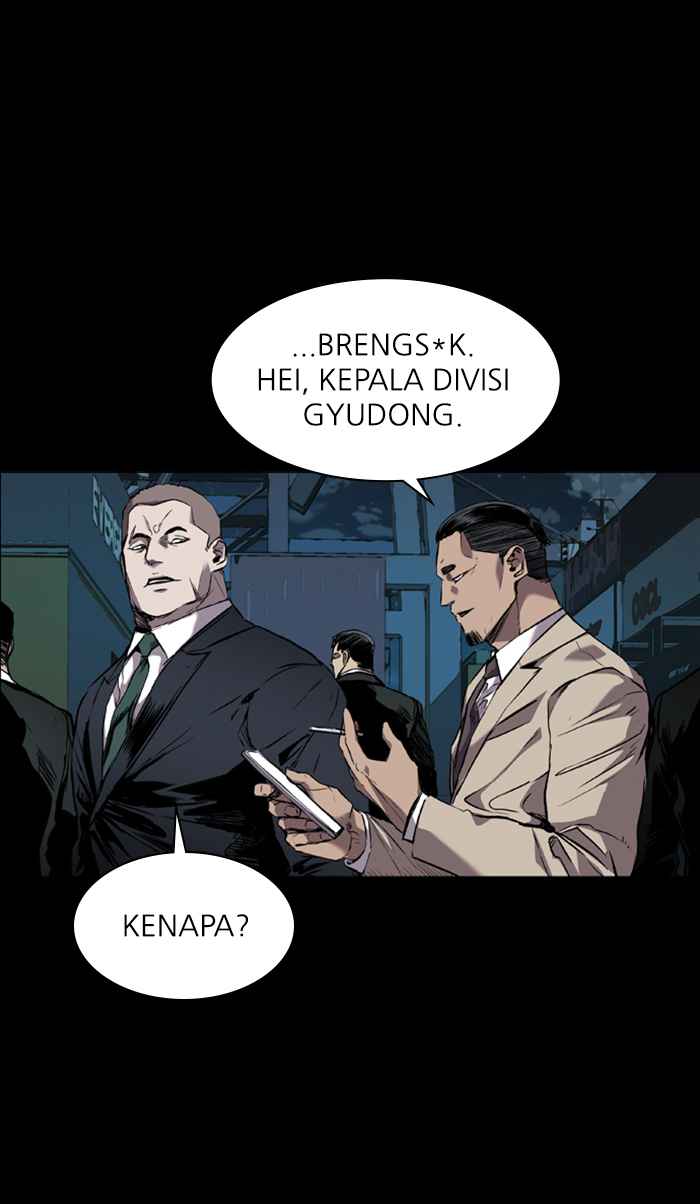 ...BRENGS*K.
HEI, KEPALA DIVISI
GYUDONG.
KENAPA?